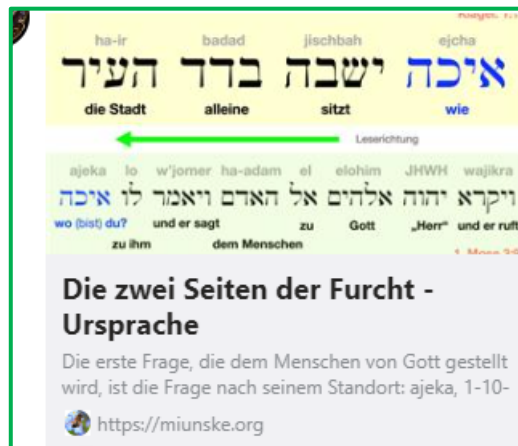 Klagel. 1,1
ha-ir badad jischbah ejcha
איכה ישבה בדד העיר
die Stadt alleine sitzt wie
Leserichtung
ajeka lo w'jomer ha-adam el elohim JHWH wajikra
ויקרא יהוה אלהים אל האדם ויאמר לו איכה
wo (bist) du? und er sagt zu Gott „Herr“ und er ruft
zu ihm dem Menschen
Die zwei Seiten der Furcht -
Ursprache
Die erste Frage, die dem Menschen von Gott gestellt
wird, ist die Frage nach seinem Standort: ajeka, 1-10-
https://miunske.org